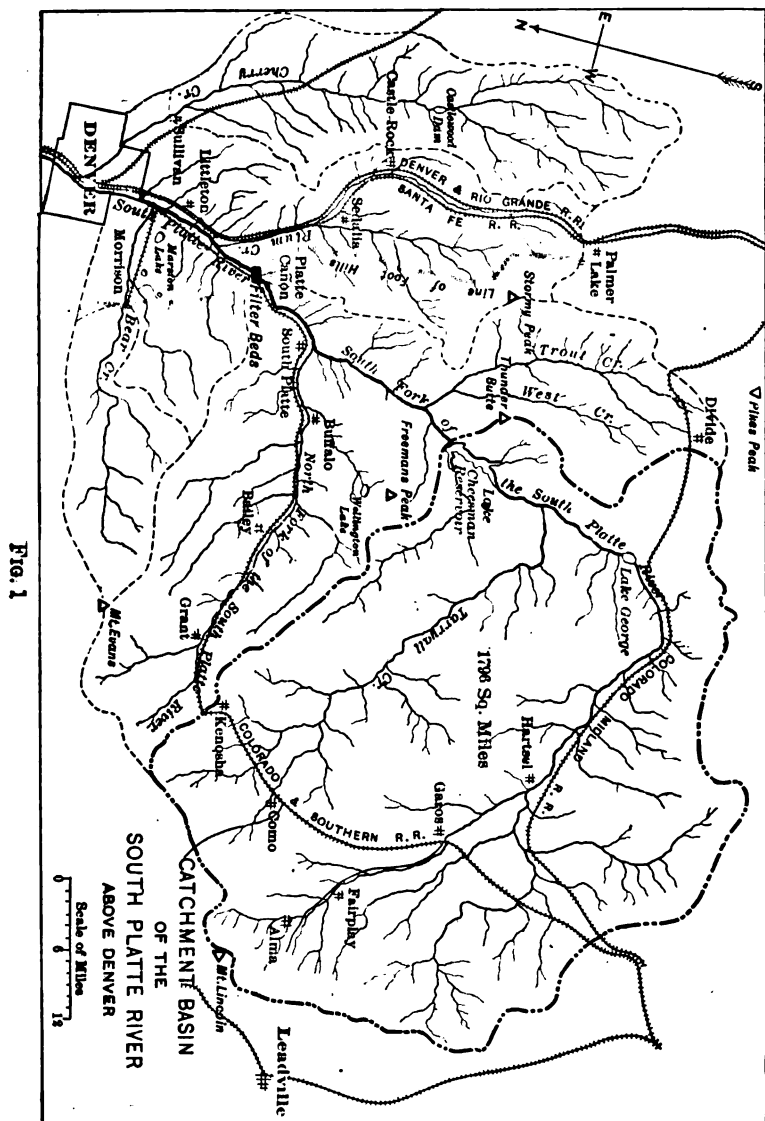 N
E
W
Pikes Peak
Cherry
Cr.
Castlewood
Dam
Castle Rock
DENVER & RIO GRANDE R.R.
SANTA FE R. R.
Palmer
Lake
Divide
DENVER
Sullivan
Littleton
Sedalia
Plum
Cr.
Line of Foot Hills
Stormy Peak
Trout Cr.
West Cr.
Thunder
Butte
South Platte River
Marston
Lake
Morrison
Bear
Cr.
Filter Beds
Platte
Cañon
South Platte
South Fork of the South Platte River
Buffalo
Wellington
Lake
Freemans Peak
Lake
Cheesman
Reservoir
Lake George
North Fork of the South Platte River
Bailey
Grant
Mt. Evans
Kenosha
Tarryall
Cr.
1796 Sq. Miles
COLORADO MIDLAND R. R.
Hartsel
COLORADO & SOUTHERN R.R.
Como
Garos
Fairplay
Alma
Mt. Lincoln
Leadville
CATCHMENT BASIN
OF THE
SOUTH PLATTE RIVER
ABOVE DENVER
0 6 12
Scale of Miles
FIG. 1